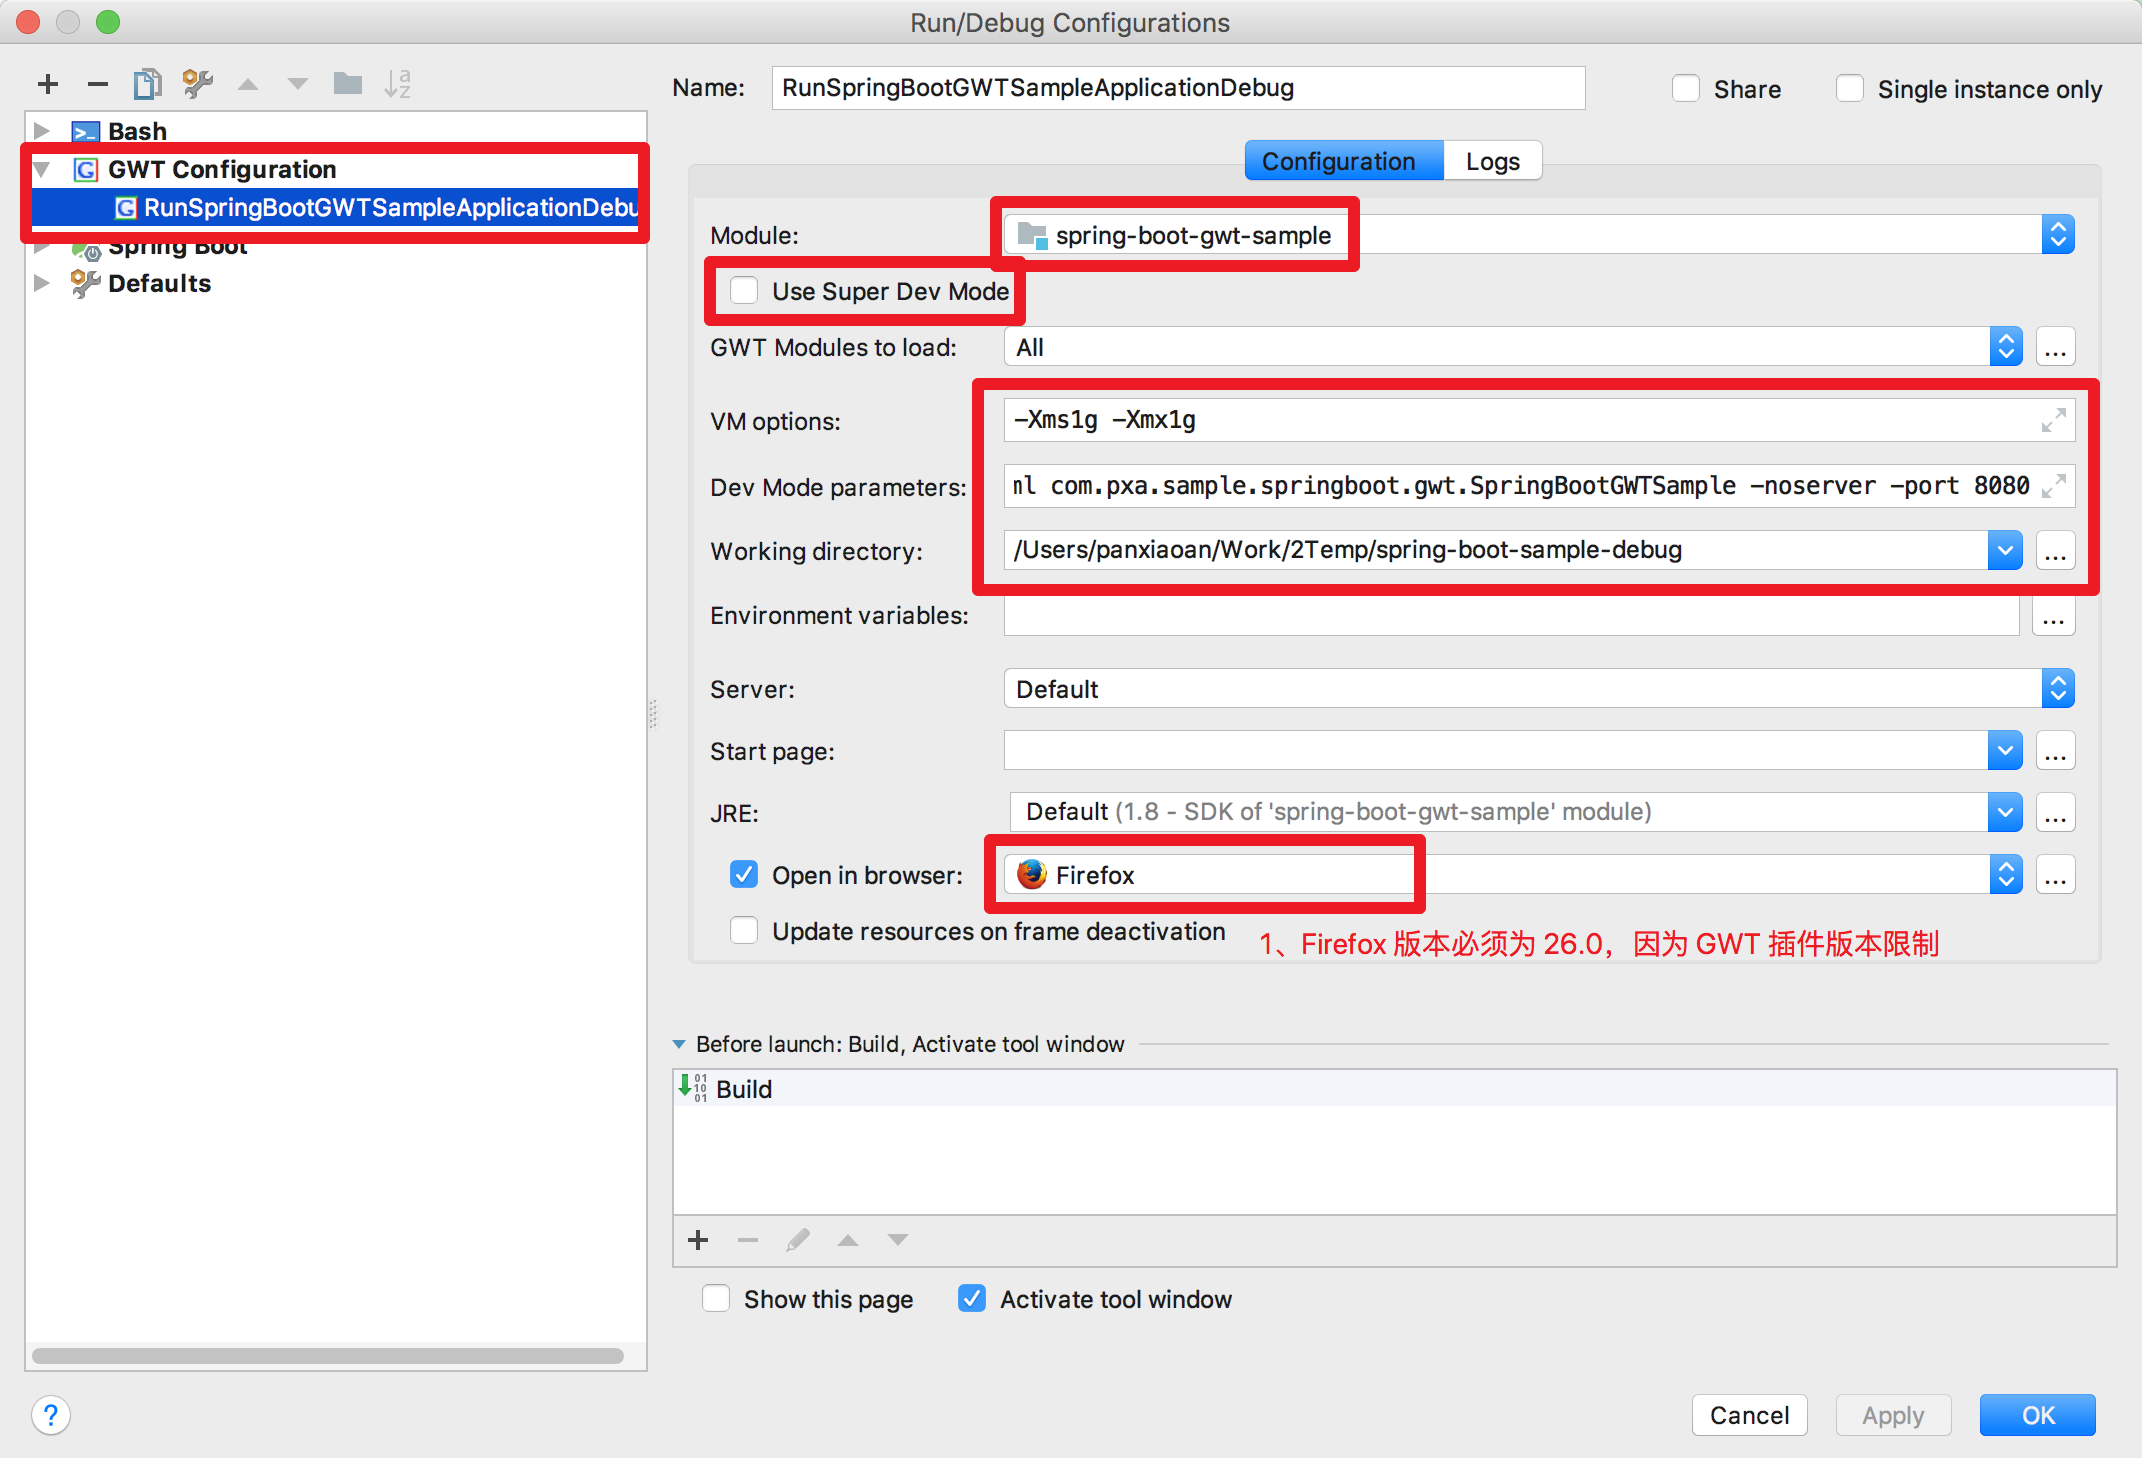 Run/Debug Configurations
Name: RunSpringBootGWTSampleApplicationDebug
Share
Single instance only
Bash
GWT Configuration
RunSpringBootGWTSampleApplicationDebu
Spring Boot
Defaults
Configuration
Logs
Module: spring-boot-gwt-sample
Use Super Dev Mode
GWT Modules to load: All
...
VM options: -Xms1g -Xmx1g
Dev Mode parameters: ml com.pxa.sample.springboot.gwt.SpringBootGWTSample -noserver -port 8080
Working directory: /Users/panxiaoan/Work/2Temp/spring-boot-sample-debug
...
Environment variables:
...
Server: Default
Start page:
...
JRE: Default (1.8 - SDK of 'spring-boot-gwt-sample' module)
...
Open in browser: Firefox
...
Update resources on frame deactivation
1、Firefox 版本必须为 26.0，因为 GWT 插件版本限制
Before launch: Build, Activate tool window
Build
Show this page
Activate tool window
?
Cancel
Apply
OK